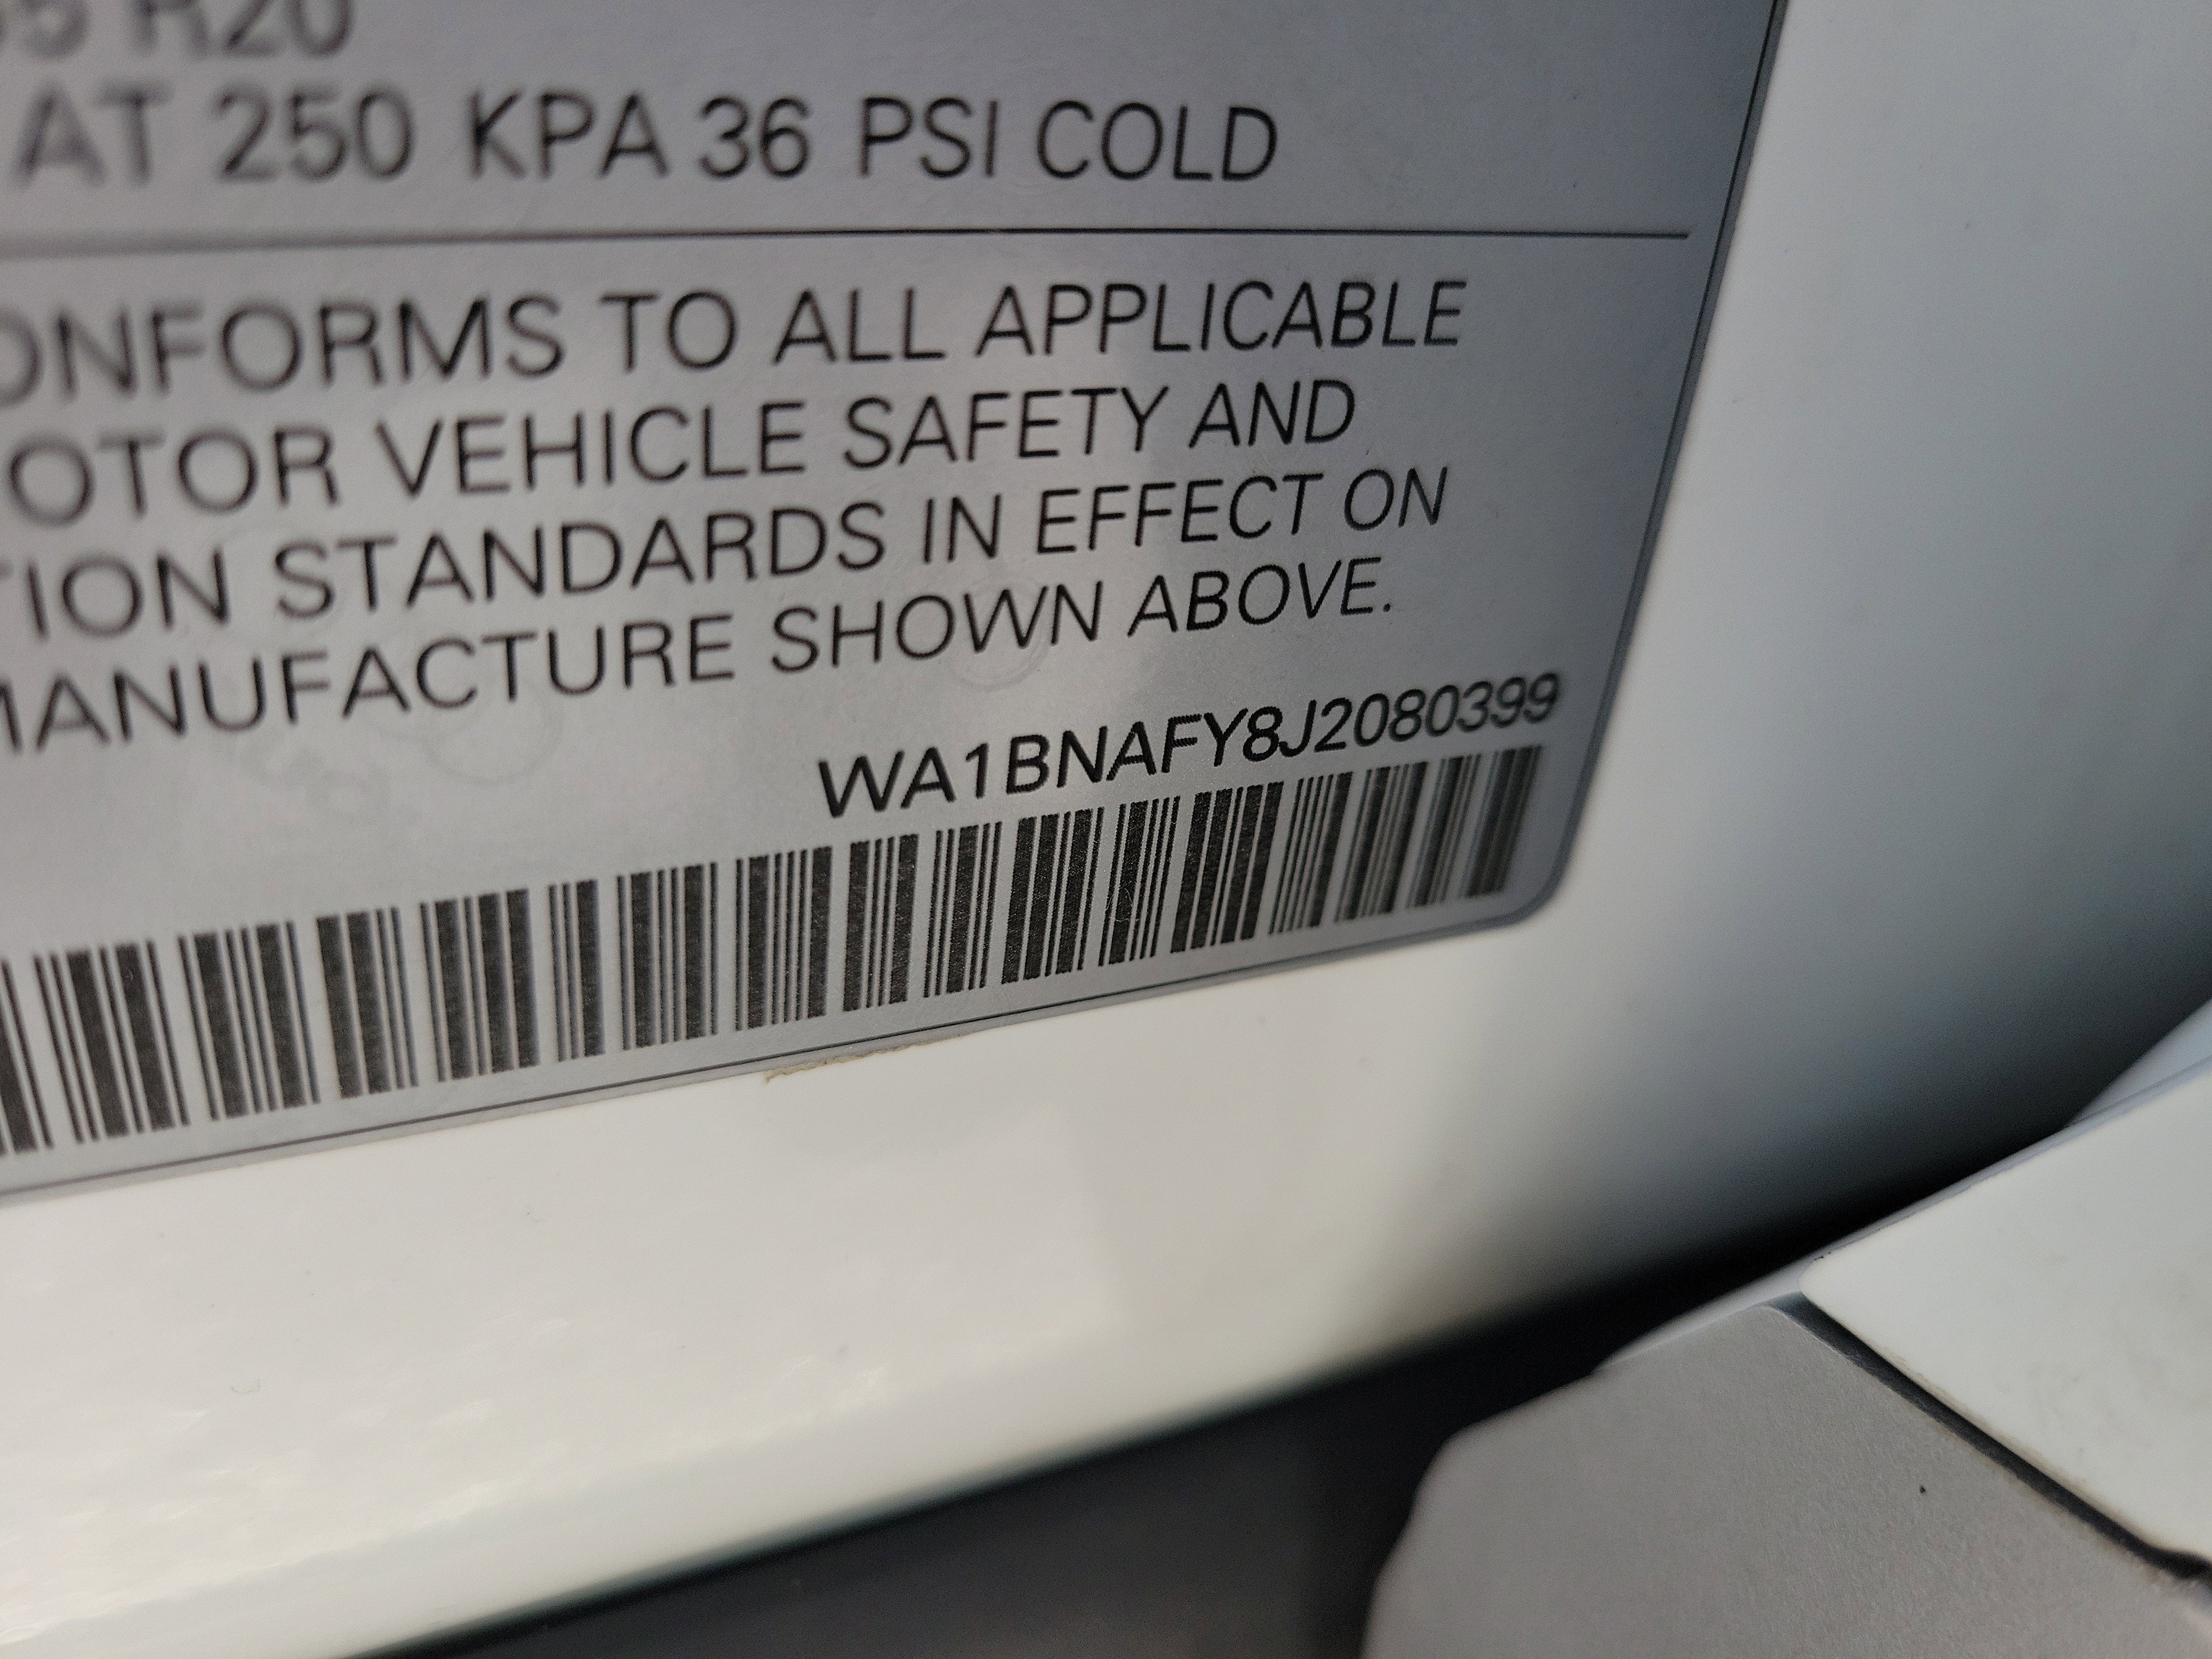 R20
AT 250 KPA 36 PSI COLD
ONFORMS TO ALL APPLICABLE
OTOR VEHICLE SAFETY AND
TION STANDARDS IN EFFECT ON
MANUFACTURE SHOWN ABOVE.
WA1BNAFY8J2080399